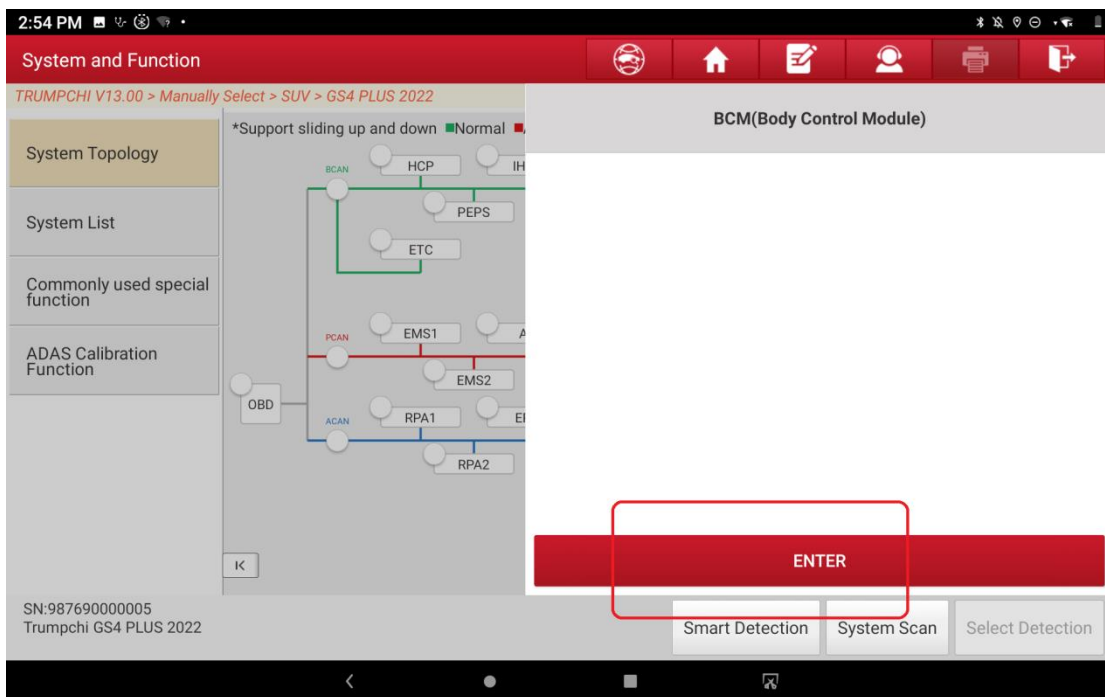 2:54 PM
System and Function
TRUMPCHI V13.00 > Manually Select > SUV > GS4 PLUS 2022
System Topology
System List
Commonly used special
function
ADAS Calibration
Function
*Support sliding up and down Normal
BCAN
HCP
IH
PEPS
ETC
PCAN
EMS1
EMS2
OBD
ACAN
RPA1
RPA2
BCM(Body Control Module)
ENTER
SN:987690000005
Trumpchi GS4 PLUS 2022
Smart Detection
System Scan
Select Detection